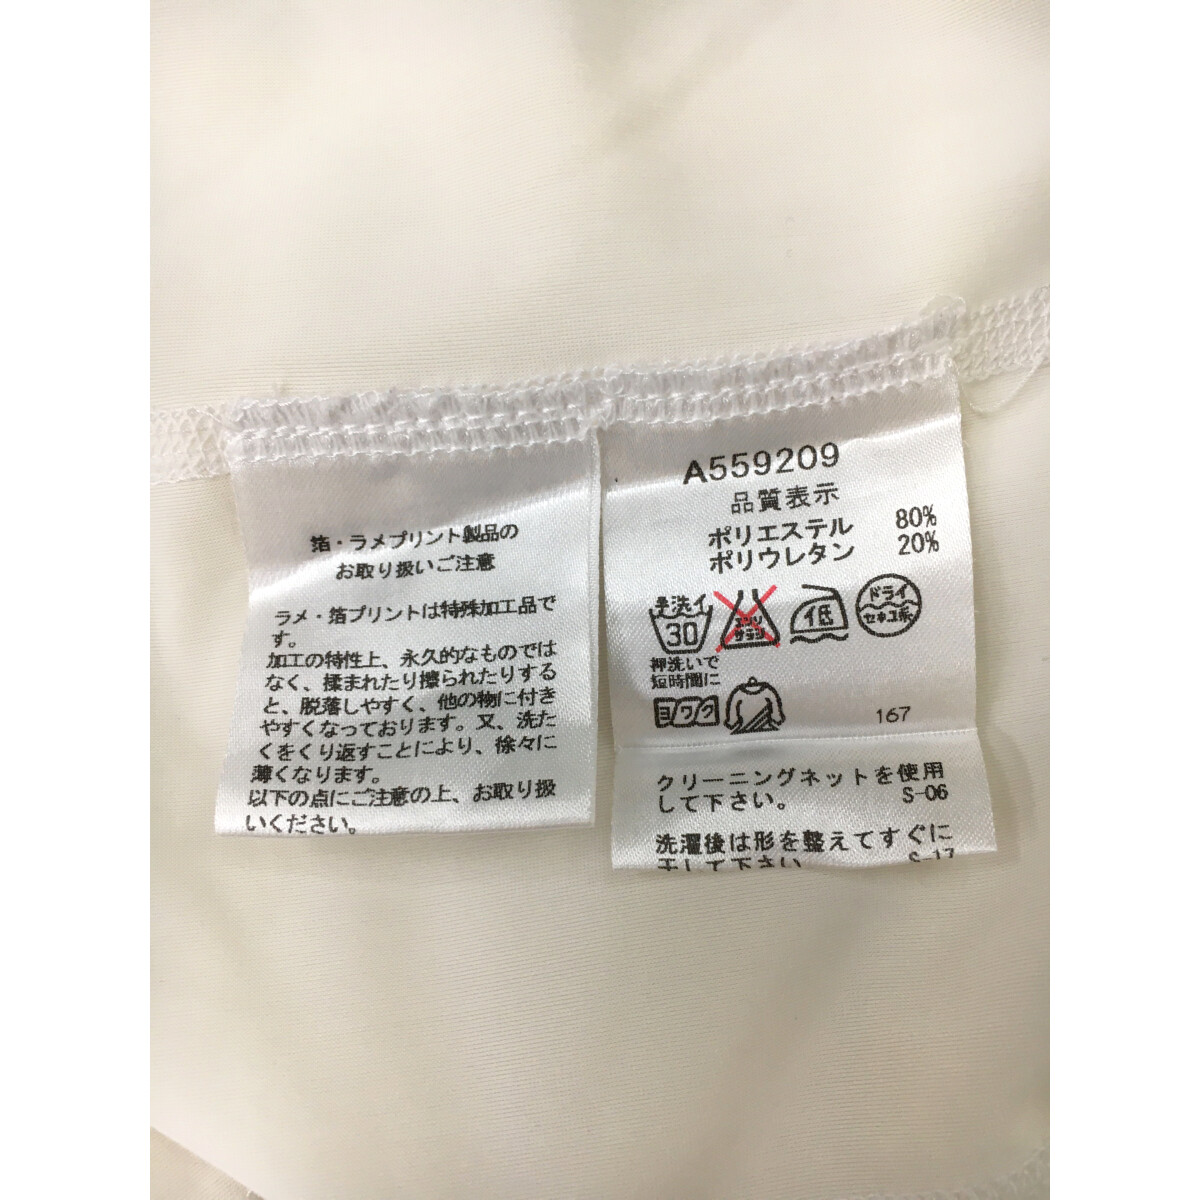 箔・ラメプリント製品の
お取り扱いご注意
ラメ・箔プリントは特殊加工品で
す。
加工の特性上、永久的なものでは
なく、揉まれたり擦られたりする
と、脱落しやすく、他の物に付き
やすくなっております。又、洗た
くをくり返すことにより、徐々に
薄くなります。
以下の点にご注意の上、お取り扱
いください。
A559209
品質表示
ポリエステル 80%
ポリウレタン 20%
手洗イ
30
エンソ
サラシ
低
ドライ
セキユ系
押洗いで
短時間に
ヨワク
167
クリーニングネットを使用
して下さい。 S-06
洗濯後は形を整えてすぐに
干して下さい。 S-17